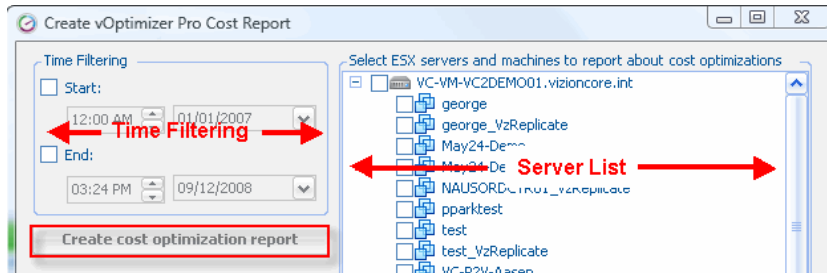 Create vOptimizer Pro Cost Report
Time Filtering
Start:
12:00 AM 01/01/2007
Time Filtering
End:
03:24 PM 09/12/2008
Create cost optimization report
Select ESX servers and machines to report about cost optimizations
VC-VM-VC2DEMO01.vizioncore.int
george
george_VzReplicate
May24-Demo
Server List
pparktest
test
test_VzReplicate